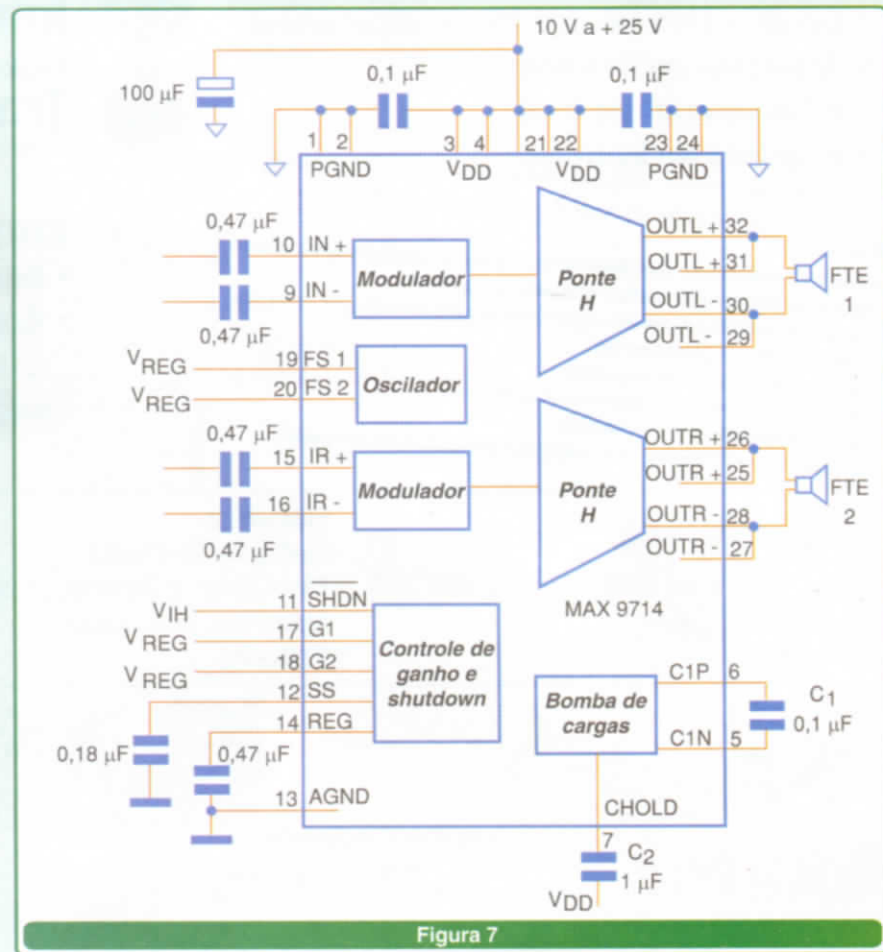 10 V a + 25 V
100 µF
0,1 µF
0,1 µF
1
2
3
4
21
22
23
24
PGND
VDD
VDD
PGND
0,47 µF
10
IN +
9
IN -
0,47 µF
Modulador
Ponte
H
OUTL + 32
OUTL + 31
OUTL - 30
OUTL - 29
FTE
1
VREG
19
FS 1
VREG
20
FS 2
Oscilador
0,47 µF
15
IR +
16
IR -
0,47 µF
Modulador
Ponte
H
OUTR + 26
OUTR + 25
OUTR - 28
OUTR - 27
FTE
2
MAX 9714
VIH
11
SHDN
VREG
17
G1
VREG
18
G2
12
SS
14
REG
Controle de
ganho e
shutdown
0,18 µF
0,47 µF
13
AGND
Bomba de
cargas
C1P
6
C1N
5
C1
0,1 µF
CHOLD
7
C2
1 µF
VDD
Figura 7